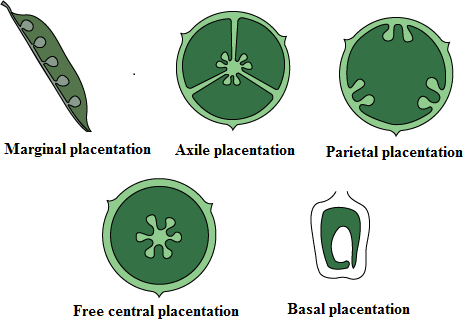 Marginal placentation
Axile placentation
Parietal placentation
Free central placentation
Basal placentation